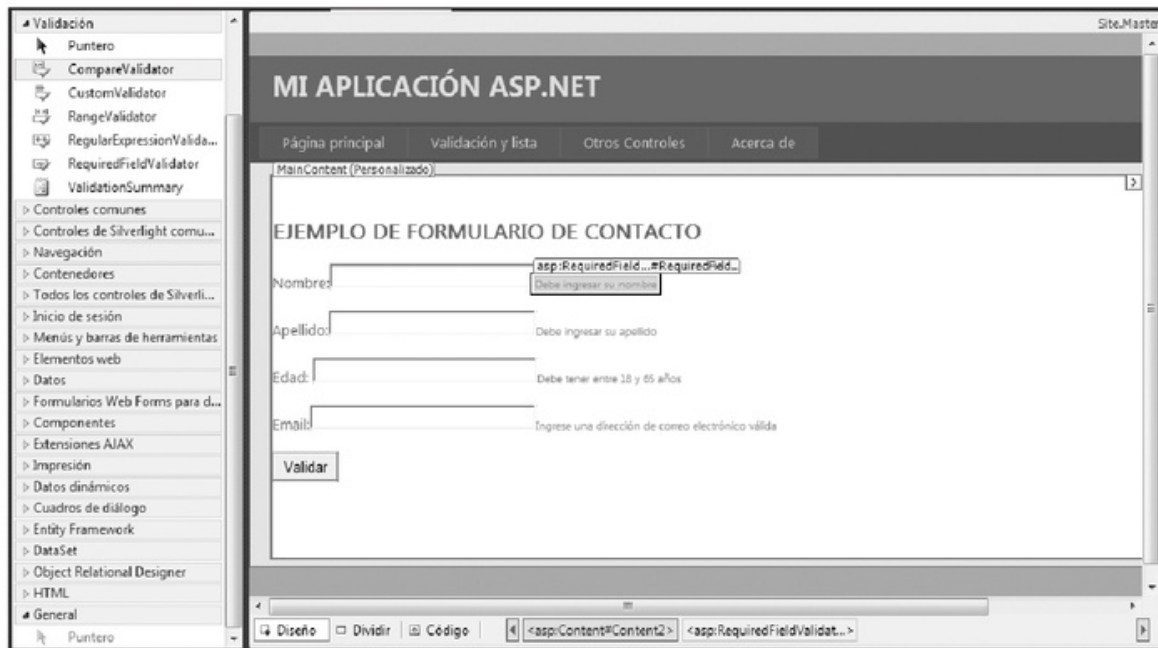 Validación
Puntero
CompareValidator
CustomValidator
RangeValidator
RegularExpressionValida...
RequiredFieldValidator
ValidationSummary
Controles comunes
Controles de Silverlight comu...
Navegación
Contenedores
Todos los controles de Silverli...
Inicio de sesión
Menús y barras de herramientas
Elementos web
Datos
Formularios Web Forms para d...
Componentes
Extensiones AJAX
Impresión
Datos dinámicos
Cuadros de diálogo
Entity Framework
DataSet
Object Relational Designer
HTML
General
Puntero
Site.Master
MI APLICACIÓN ASP.NET
Página principal Validación y lista Otros Controles Acerca de
MainContent (Personalizado)
EJEMPLO DE FORMULARIO DE CONTACTO
asp:RequiredField...#RequiredField...
Nombre: Debe ingresar su nombre
Apellido: Debe ingresar su apellido
Edad: Debe tener entre 18 y 65 años
Email: Ingrese una dirección de correo electrónico válida
Validar
Diseño Dividir Código <asp:Content#Content2> <asp:RequiredFieldValidat...>